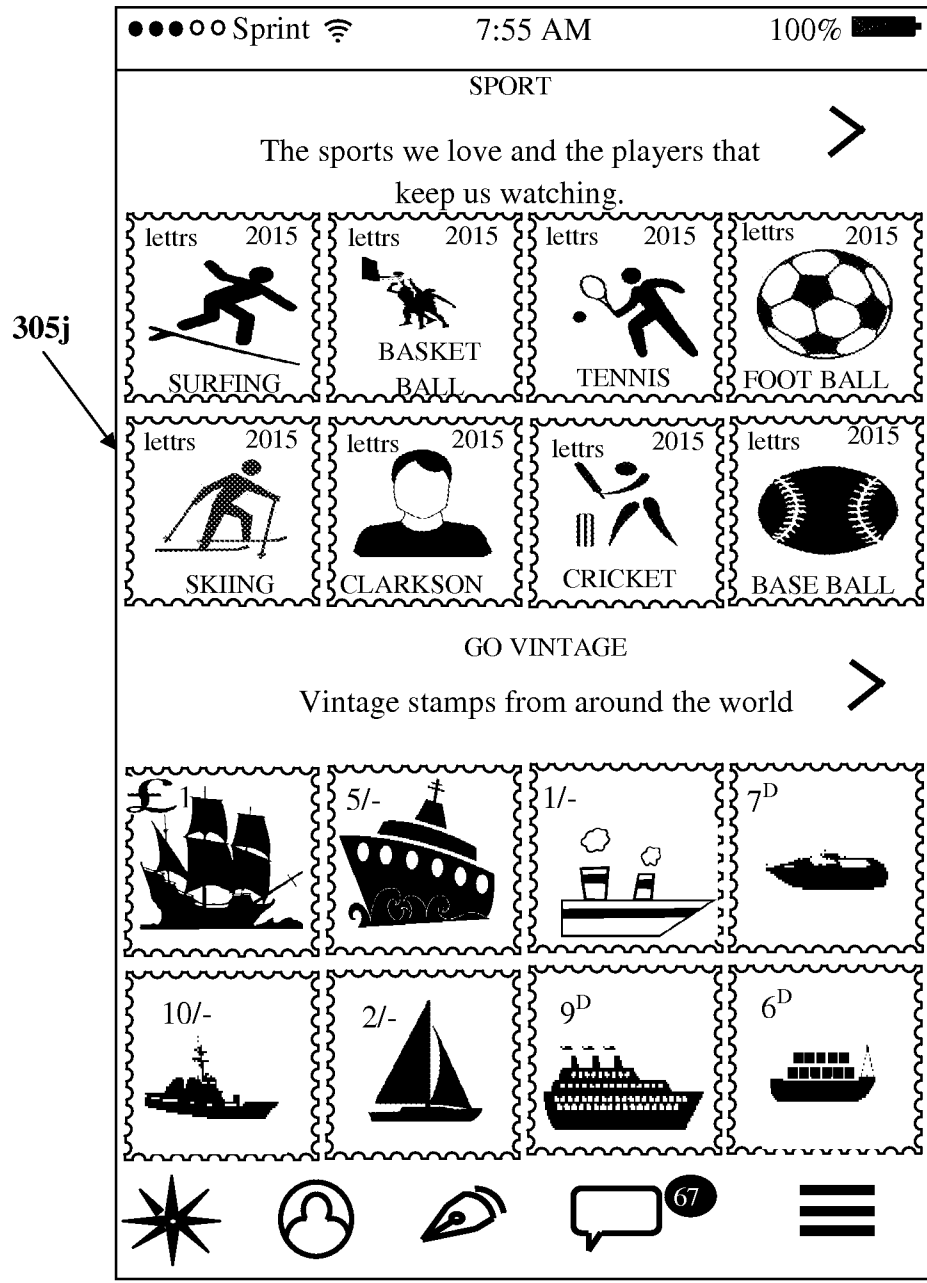 Sprint 7:55 AM 100%
SPORT
The sports we love and the players that
keep us watching.
305j
lettrs 2015
SURFING
lettrs 2015
BASKET
BALL
lettrs 2015
TENNIS
lettrs 2015
FOOT BALL
lettrs 2015
SKIING
lettrs 2015
CLARKSON
lettrs 2015
CRICKET
lettrs 2015
BASE BALL
GO VINTAGE
Vintage stamps from around the world
£1
5/-
1/-
7D
10/-
2/-
9D
6D
67